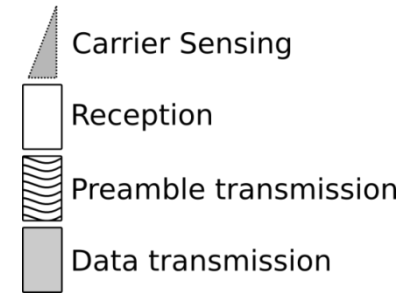 Carrier Sensing
Reception
Preamble transmission
Data transmission